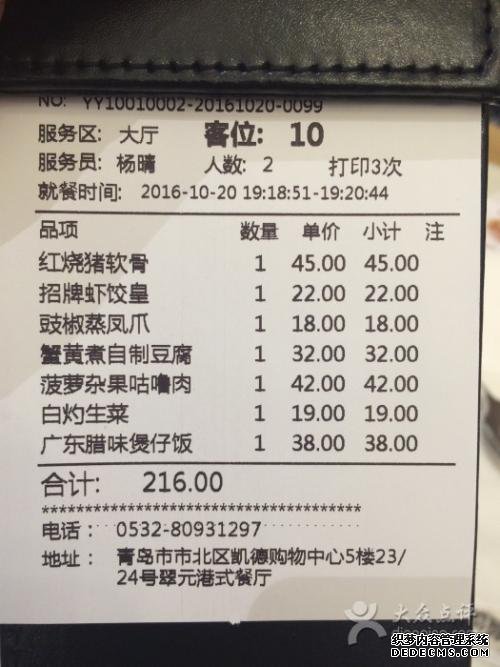 NO: YY10010002-20161020-0099
服务区: 大厅 客位: 10
服务员: 杨晴 人数: 2 打印3次
就餐时间: 2016-10-20 19:18:51-19:20:44
品项 数量 单价 小计 注
红烧猪软骨 1 45.00 45.00
招牌虾饺皇 1 22.00 22.00
豉椒蒸凤爪 1 18.00 18.00
蟹黄煮自制豆腐 1 32.00 32.00
菠萝杂果咕噜肉 1 42.00 42.00
白灼生菜 1 19.00 19.00
广东腊味煲仔饭 1 38.00 38.00
合计: 216.00
****************************************
电话: 0532-80931297
地址: 青岛市市北区凯德购物中心5楼23/
24号翠元港式餐厅
大众点评
织梦内容管理系统
DEDECMS.COM